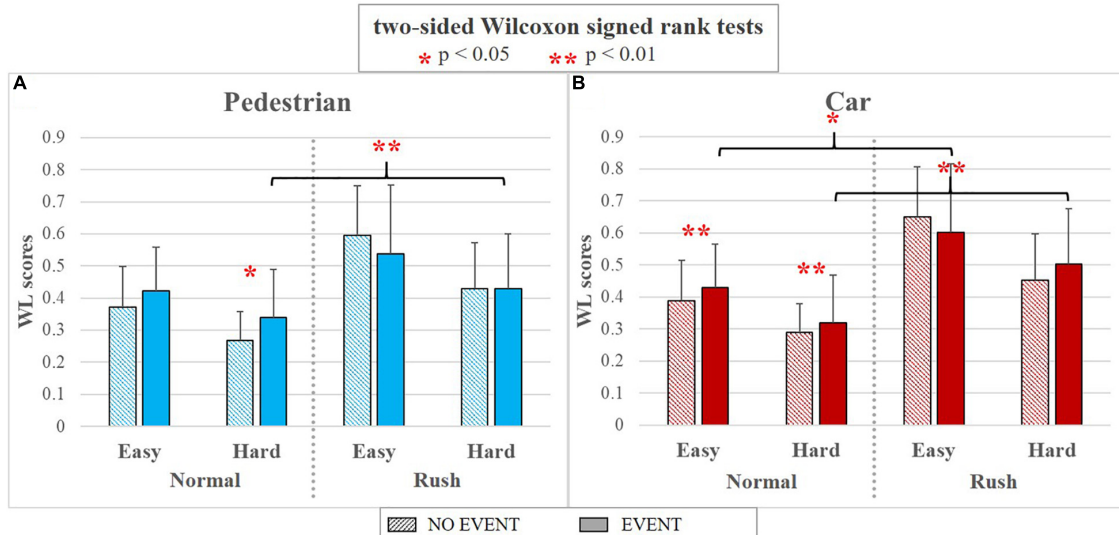 two-sided Wilcoxon signed rank tests
* p < 0.05 ** p < 0.01
A
Pedestrian
WL scores
0.9
0.8
0.7
0.6
0.5
0.4
0.3
0.2
0.1
0
**
*
Easy Hard Easy Hard
Normal Rush
B
Car
WL scores
0.9
0.8
0.7
0.6
0.5
0.4
0.3
0.2
0.1
0
*
**
**
**
Easy Hard Easy Hard
Normal Rush
NO EVENT EVENT